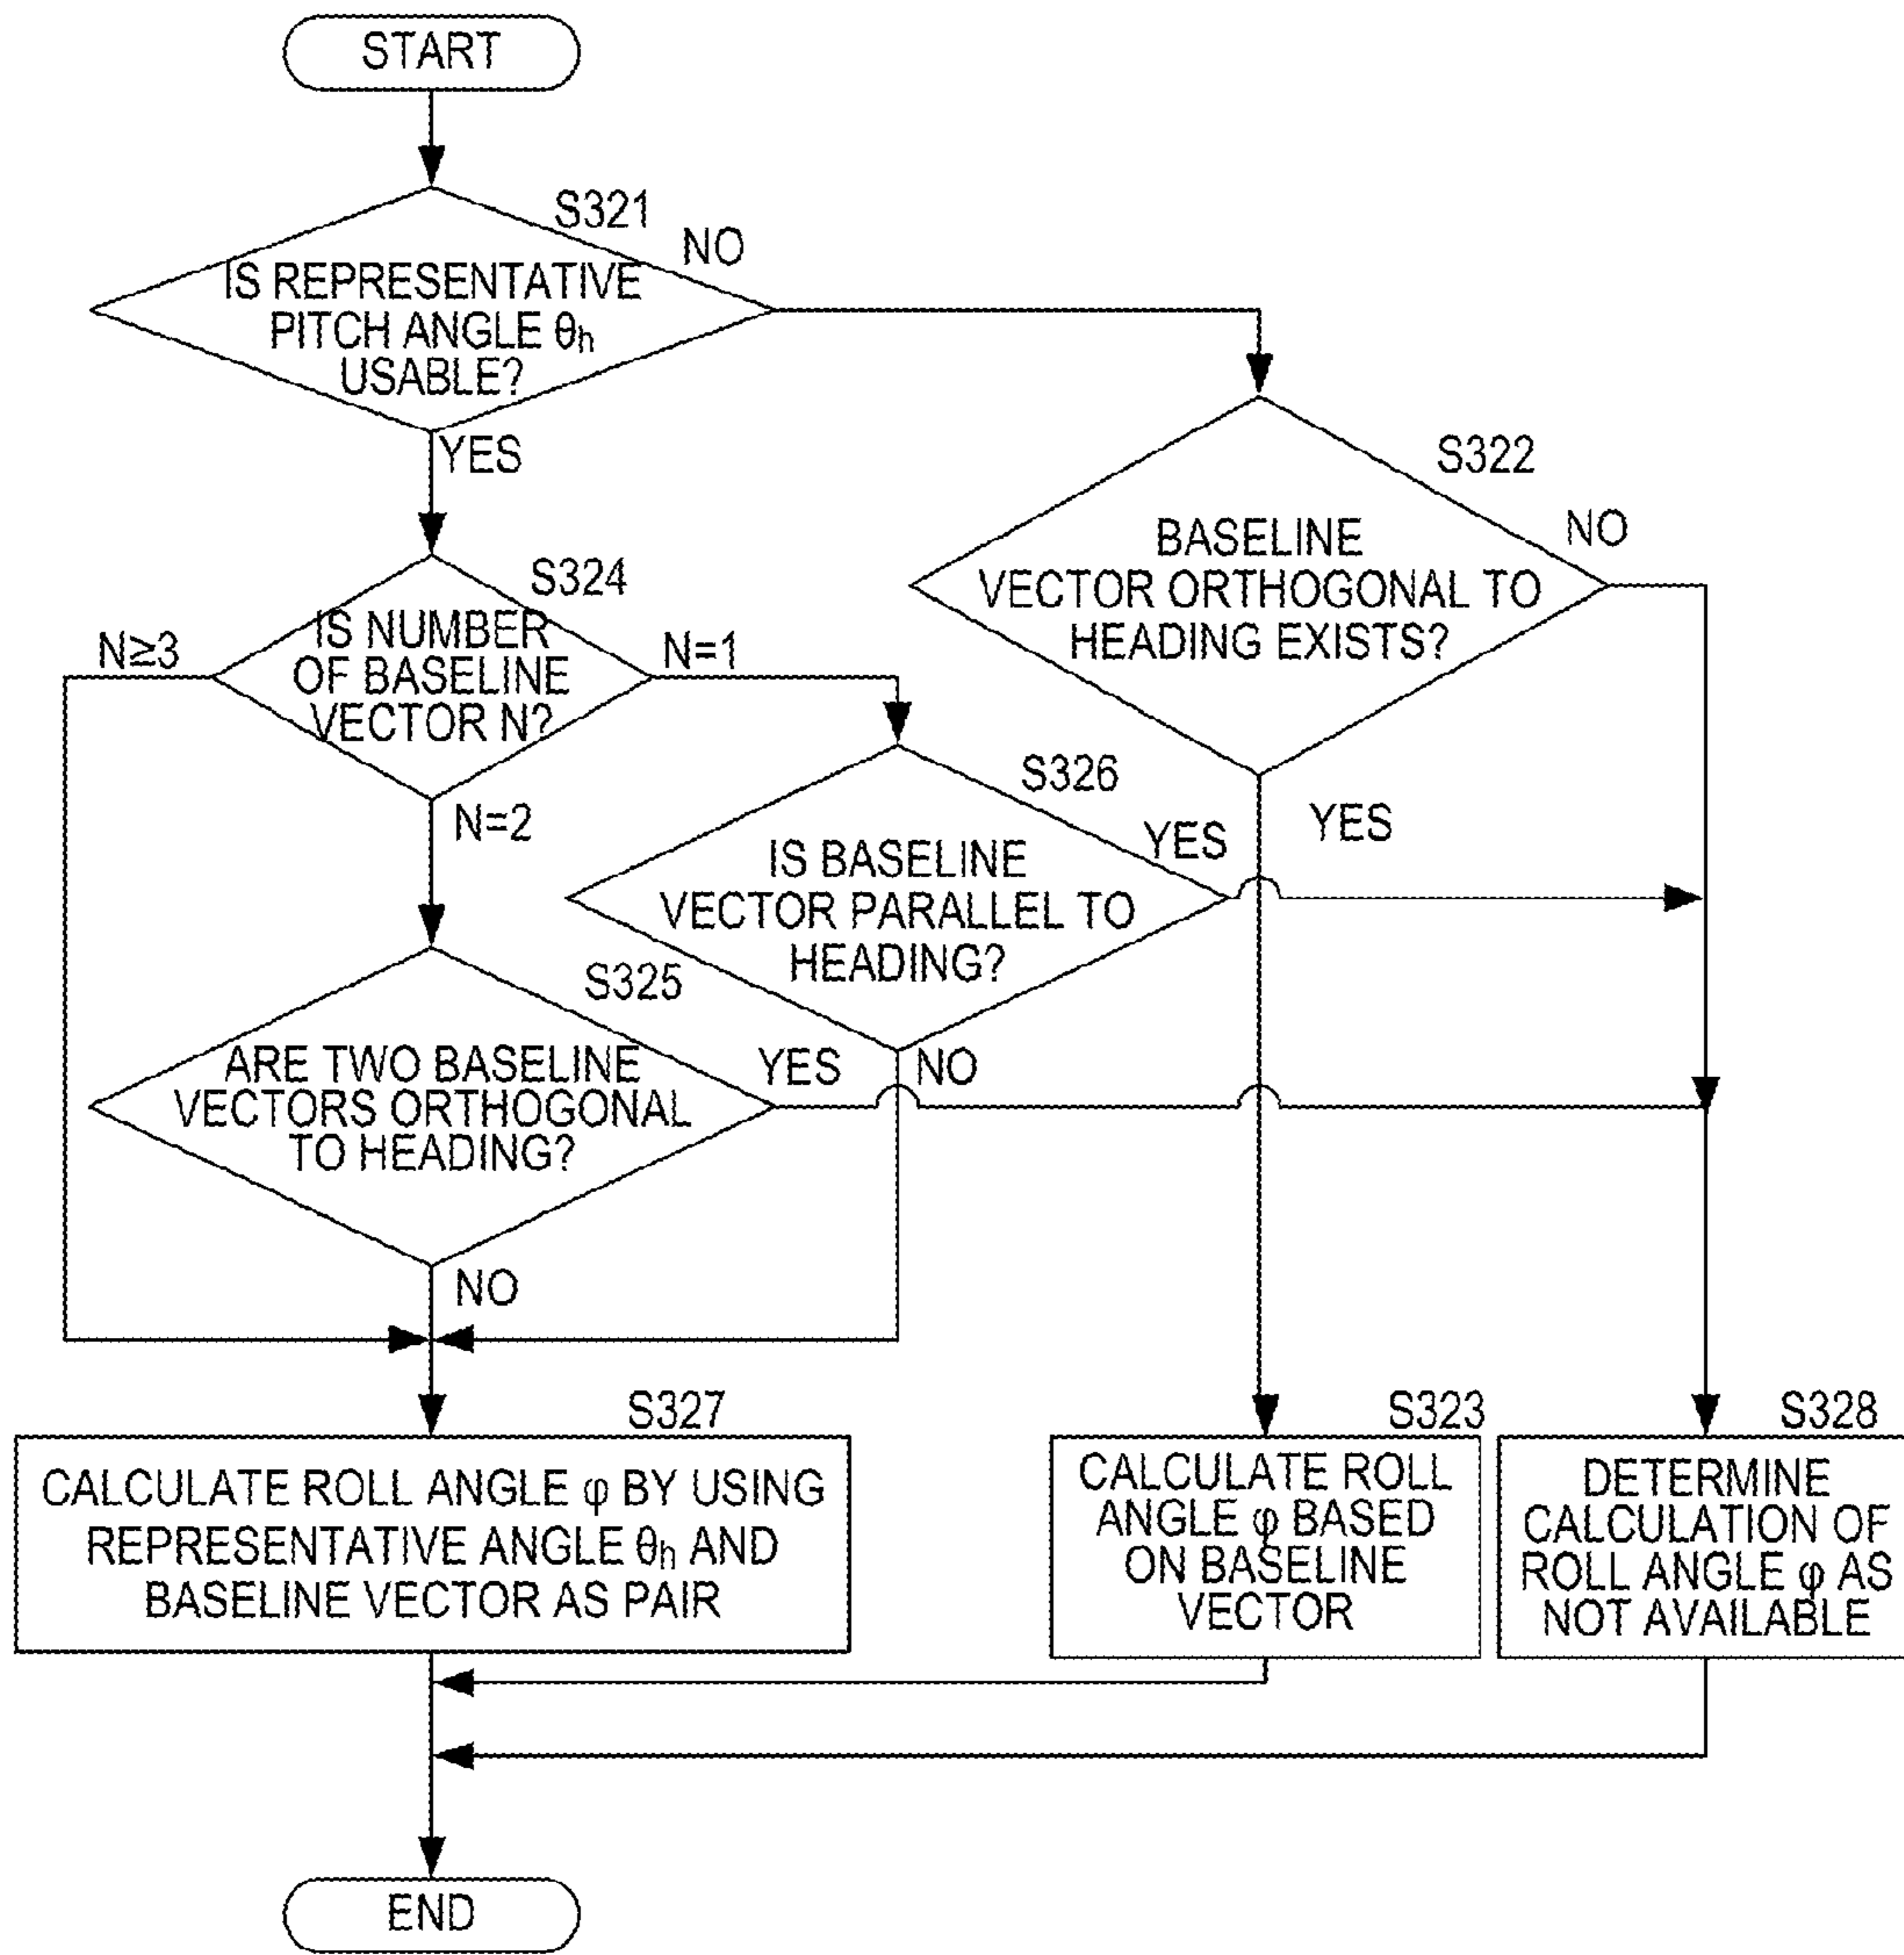 START
S321
NO
IS REPRESENTATIVE
PITCH ANGLE θh
USABLE?
YES
S322
NO
BASELINE
VECTOR ORTHOGONAL TO
HEADING EXISTS?
YES
S324
IS NUMBER
OF BASELINE
VECTOR N?
N≥3
N=1
N=2
S326
YES
IS BASELINE
VECTOR PARALLEL TO
HEADING?
NO
S325
YES
ARE TWO BASELINE
VECTORS ORTHOGONAL
TO HEADING?
NO
S327
CALCULATE ROLL ANGLE φ BY USING
REPRESENTATIVE ANGLE θh AND
BASELINE VECTOR AS PAIR
S323
CALCULATE ROLL
ANGLE φ BASED
ON BASELINE
VECTOR
S328
DETERMINE
CALCULATION OF
ROLL ANGLE φ AS
NOT AVAILABLE
END